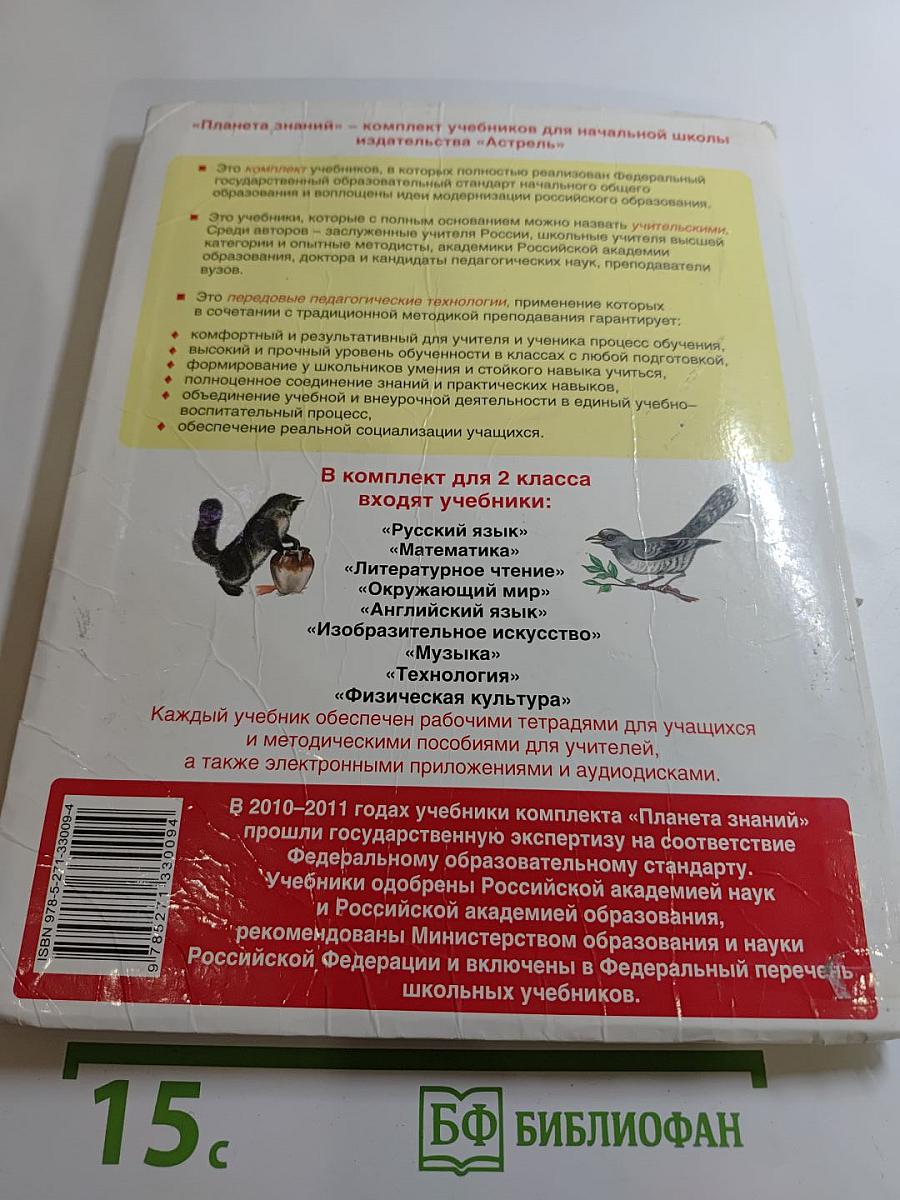 «Планета знаний» – комплект учебников для начальной школы
издательства «Астрель»
Это комплект учебников, в которых полностью реализован Федеральный
государственный образовательный стандарт начального общего
образования и воплощены идеи модернизации российского образования.
Это учебники, которые с полным основанием можно назвать учительскими.
Среди авторов – заслуженные учителя России, школьные учителя высшей
категории и опытные методисты, академики Российской академии
образования, доктора и кандидаты педагогических наук, преподаватели
вузов.
Это передовые педагогические технологии, применение которых
в сочетании с традиционной методикой преподавания гарантирует:
комфортный и результативный для учителя и ученика процесс обучения,
высокий и прочный уровень обученности в классах с любой подготовкой,
формирование у школьников умения и стойкого навыка учиться,
полноценное соединение знаний и практических навыков,
объединение учебной и внеурочной деятельности в единый учебно–
воспитательный процесс,
обеспечение реальной социализации учащихся.
В комплект для 2 класса
входят учебники:
«Русский язык»
«Математика»
«Литературное чтение»
«Окружающий мир»
«Английский язык»
«Изобразительное искусство»
«Музыка»
«Технология»
«Физическая культура»
Каждый учебник обеспечен рабочими тетрадями для учащихся
и методическими пособиями для учителей,
а также электронными приложениями и аудиодисками.
В 2010–2011 годах учебники комплекта «Планета знаний»
прошли государственную экспертизу на соответствие
Федеральному образовательному стандарту.
Учебники одобрены Российской академией наук
и Российской академией образования,
рекомендованы Министерством образования и науки
Российской Федерации и включены в Федеральный перечень
школьных учебников.
ISBN 978-5-271-33009-4
9785271330094
15 с
БФ БИБЛИОФАН